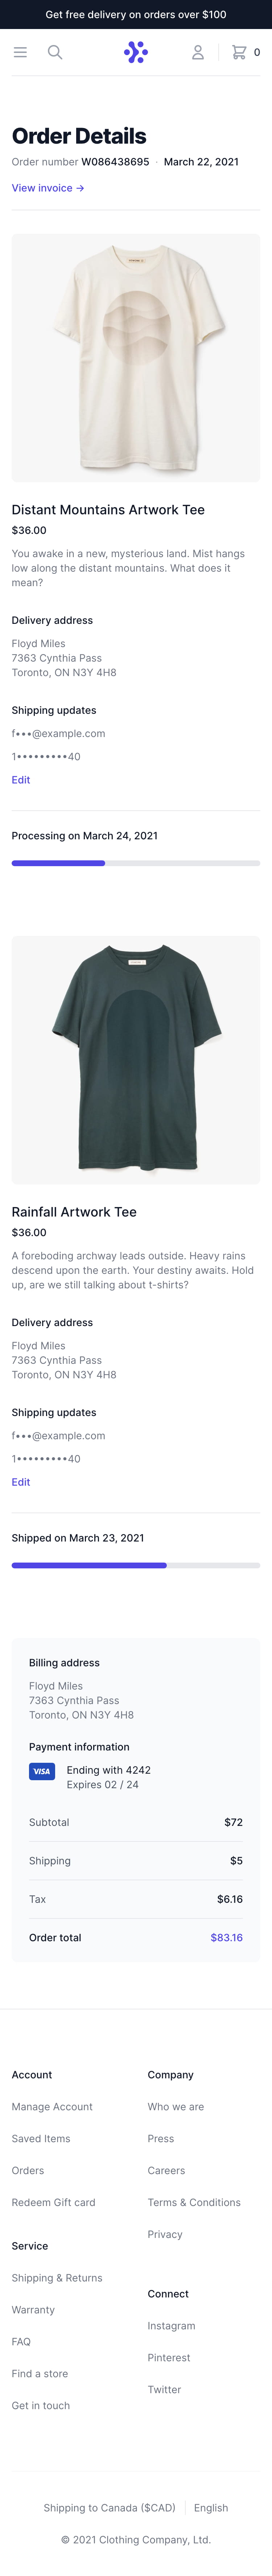 Get free delivery on orders over $100
0
Order Details
Order number W086438695 · March 22, 2021
View invoice →
Distant Mountains Artwork Tee
$36.00
You awake in a new, mysterious land. Mist hangs
low along the distant mountains. What does it
mean?
Delivery address
Floyd Miles
7363 Cynthia Pass
Toronto, ON N3Y 4H8
Shipping updates
f•••@example.com
1•••••••••40
Edit
Processing on March 24, 2021
Rainfall Artwork Tee
$36.00
A foreboding archway leads outside. Heavy rains
descend upon the earth. Your destiny awaits. Hold
up, are we still talking about t-shirts?
Delivery address
Floyd Miles
7363 Cynthia Pass
Toronto, ON N3Y 4H8
Shipping updates
f•••@example.com
1•••••••••40
Edit
Shipped on March 23, 2021
Billing address
Floyd Miles
7363 Cynthia Pass
Toronto, ON N3Y 4H8
Payment information
VISA
Ending with 4242
Expires 02 / 24
Subtotal $72
Shipping $5
Tax $6.16
Order total $83.16
Account
Manage Account
Saved Items
Orders
Redeem Gift card
Service
Shipping & Returns
Warranty
FAQ
Find a store
Get in touch
Company
Who we are
Press
Careers
Terms & Conditions
Privacy
Connect
Instagram
Pinterest
Twitter
Shipping to Canada ($CAD) English
© 2021 Clothing Company, Ltd.